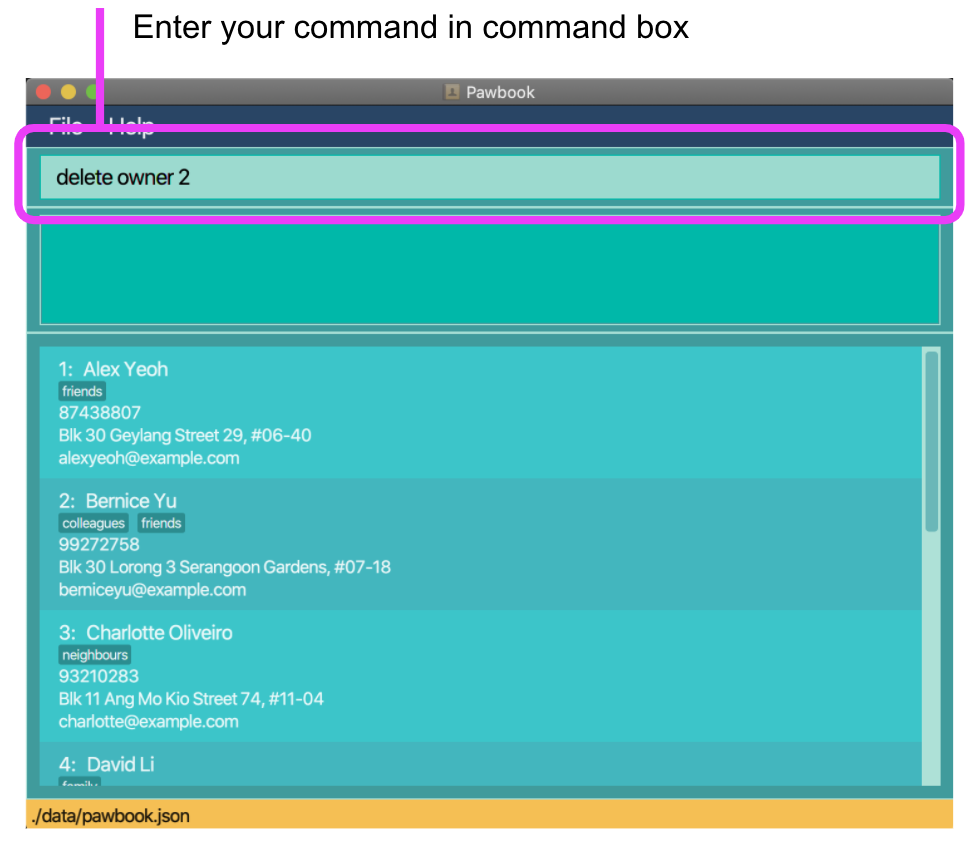 Enter your command in command box
Pawbook
File Help
delete owner 2
1: Alex Yeoh
friends
87438807
Blk 30 Geylang Street 29, #06-40
alexyeoh@example.com
2: Bernice Yu
colleagues friends
99272758
Blk 30 Lorong 3 Serangoon Gardens, #07-18
berniceyu@example.com
3: Charlotte Oliveiro
neighbours
93210283
Blk 11 Ang Mo Kio Street 74, #11-04
charlotte@example.com
4: David Li
family
./data/pawbook.json